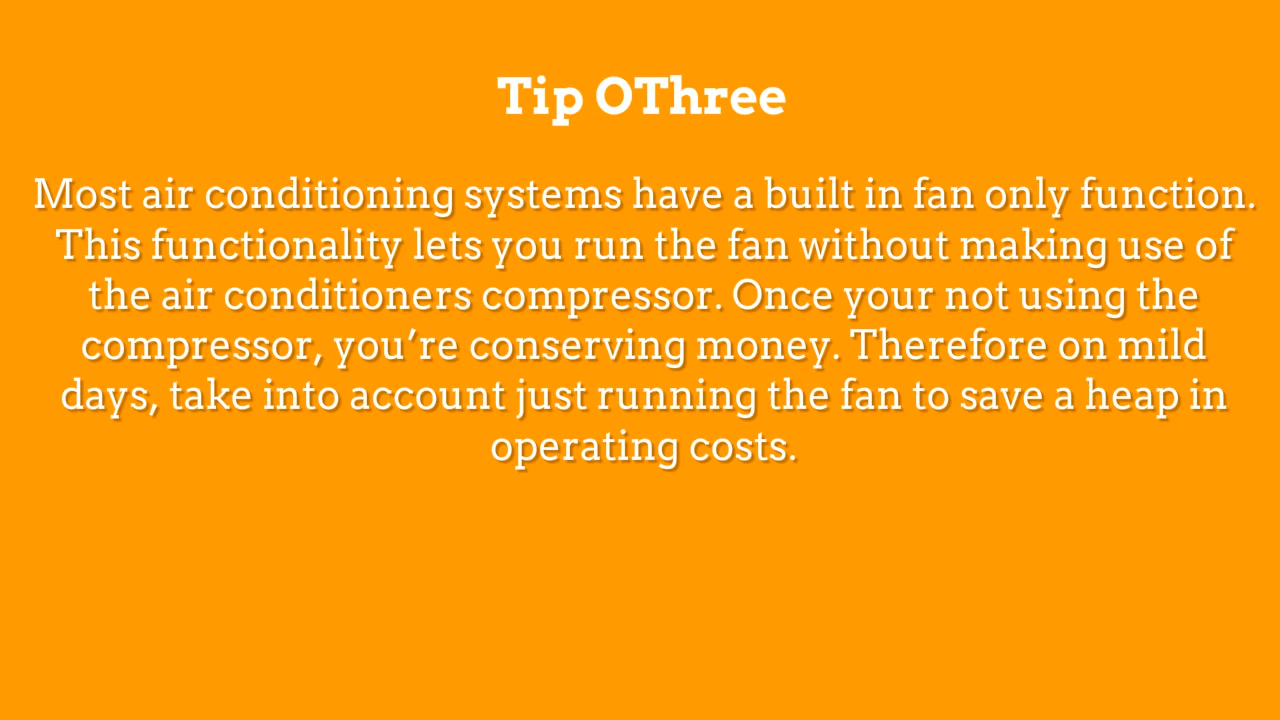 Tip OThree
Most air conditioning systems have a built in fan only function.
This functionality lets you run the fan without making use of
the air conditioners compressor. Once your not using the
compressor, you’re conserving money. Therefore on mild
days, take into account just running the fan to save a heap in
operating costs.